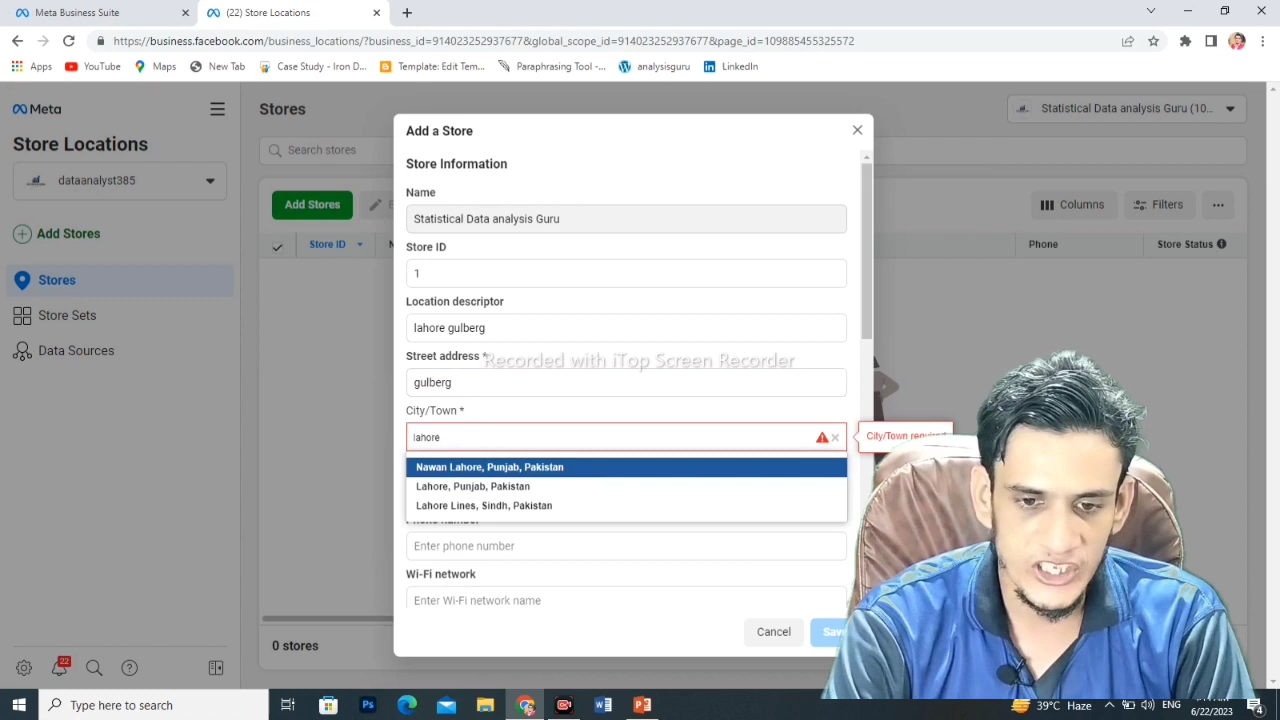 Meta Business Suite
(22) Store Locations
https://business.facebook.com/business_locations/?business_id=914023252937677&global_scope_id=914023252937677&page_id=109885455325572
Apps
YouTube
Maps
New Tab
Case Study - Iron D...
Template: Edit Tem...
Paraphrasing Tool -...
analysisguru
LinkedIn
Meta
Store Locations
dataanalyst385
Add Stores
Stores
Store Sets
Data Sources
22
Stores
Statistical Data analysis Guru (10...
Search stores
Add Stores
Columns
Filters
Store ID
Phone
Store Status
0 stores
Add a Store
Store Information
Name
Statistical Data analysis Guru
Store ID
1
Location descriptor
lahore gulberg
Street address *
Recorded with iTop Screen Recorder
gulberg
City/Town *
lahore
City/Town required
Nawan Lahore, Punjab, Pakistan
Lahore, Punjab, Pakistan
Lahore Lines, Sindh, Pakistan
Phone number
Enter phone number
Wi-Fi network
Enter Wi-Fi network name
Cancel
Type here to search
39°C Haze
ENG
6/22/2023
4